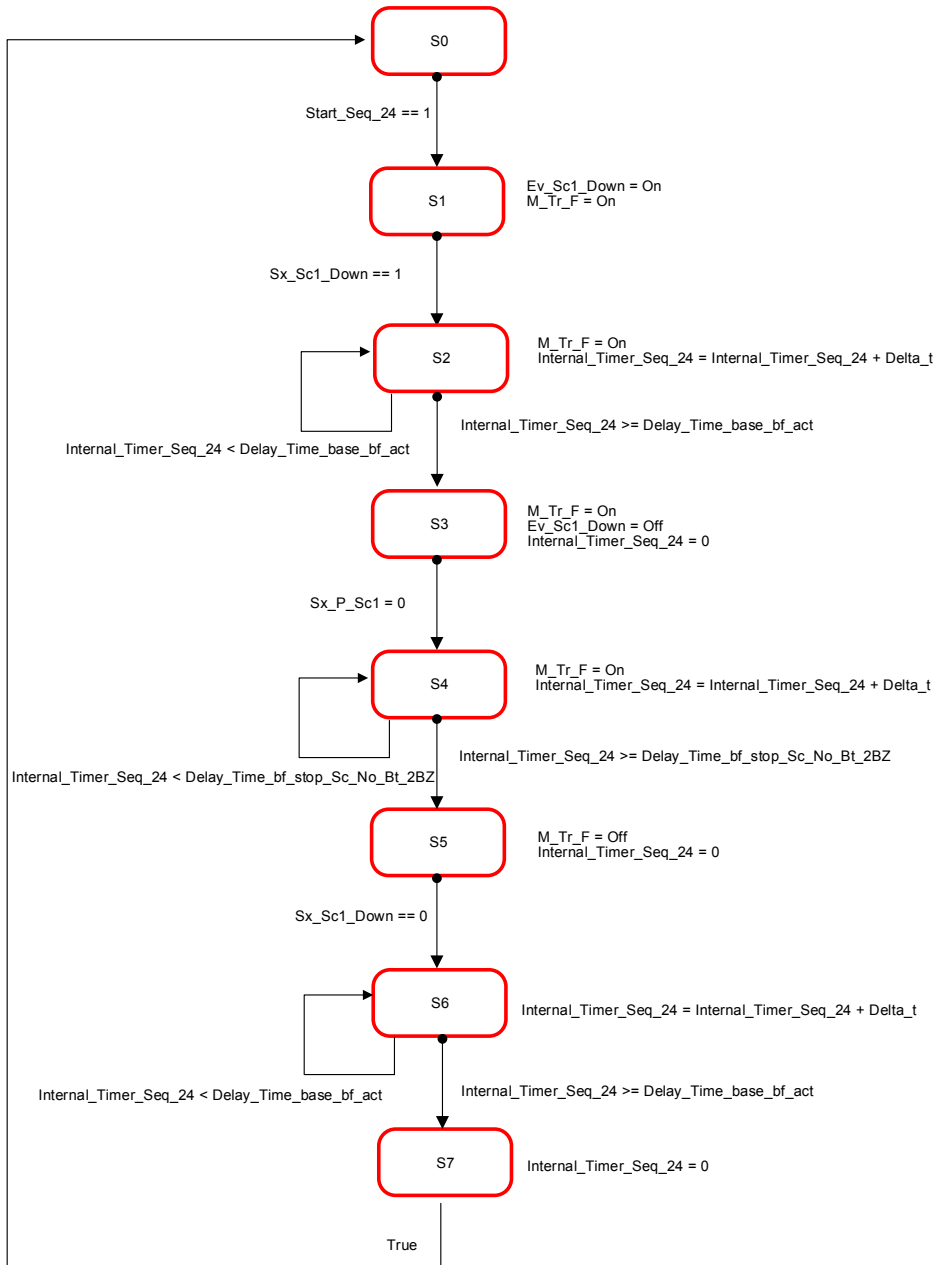 S0
Start_Seq_24 == 1
S1
Ev_Sc1_Down = On
M_Tr_F = On
Sx_Sc1_Down == 1
S2
M_Tr_F = On
Internal_Timer_Seq_24 = Internal_Timer_Seq_24 + Delta_t
Internal_Timer_Seq_24 < Delay_Time_base_bf_act
Internal_Timer_Seq_24 >= Delay_Time_base_bf_act
S3
M_Tr_F = On
Ev_Sc1_Down = Off
Internal_Timer_Seq_24 = 0
Sx_P_Sc1 = 0
S4
M_Tr_F = On
Internal_Timer_Seq_24 = Internal_Timer_Seq_24 + Delta_t
Internal_Timer_Seq_24 < Delay_Time_bf_stop_Sc_No_Bt_2BZ
Internal_Timer_Seq_24 >= Delay_Time_bf_stop_Sc_No_Bt_2BZ
S5
M_Tr_F = Off
Internal_Timer_Seq_24 = 0
Sx_Sc1_Down == 0
S6
Internal_Timer_Seq_24 = Internal_Timer_Seq_24 + Delta_t
Internal_Timer_Seq_24 < Delay_Time_base_bf_act
Internal_Timer_Seq_24 >= Delay_Time_base_bf_act
S7
Internal_Timer_Seq_24 = 0
True